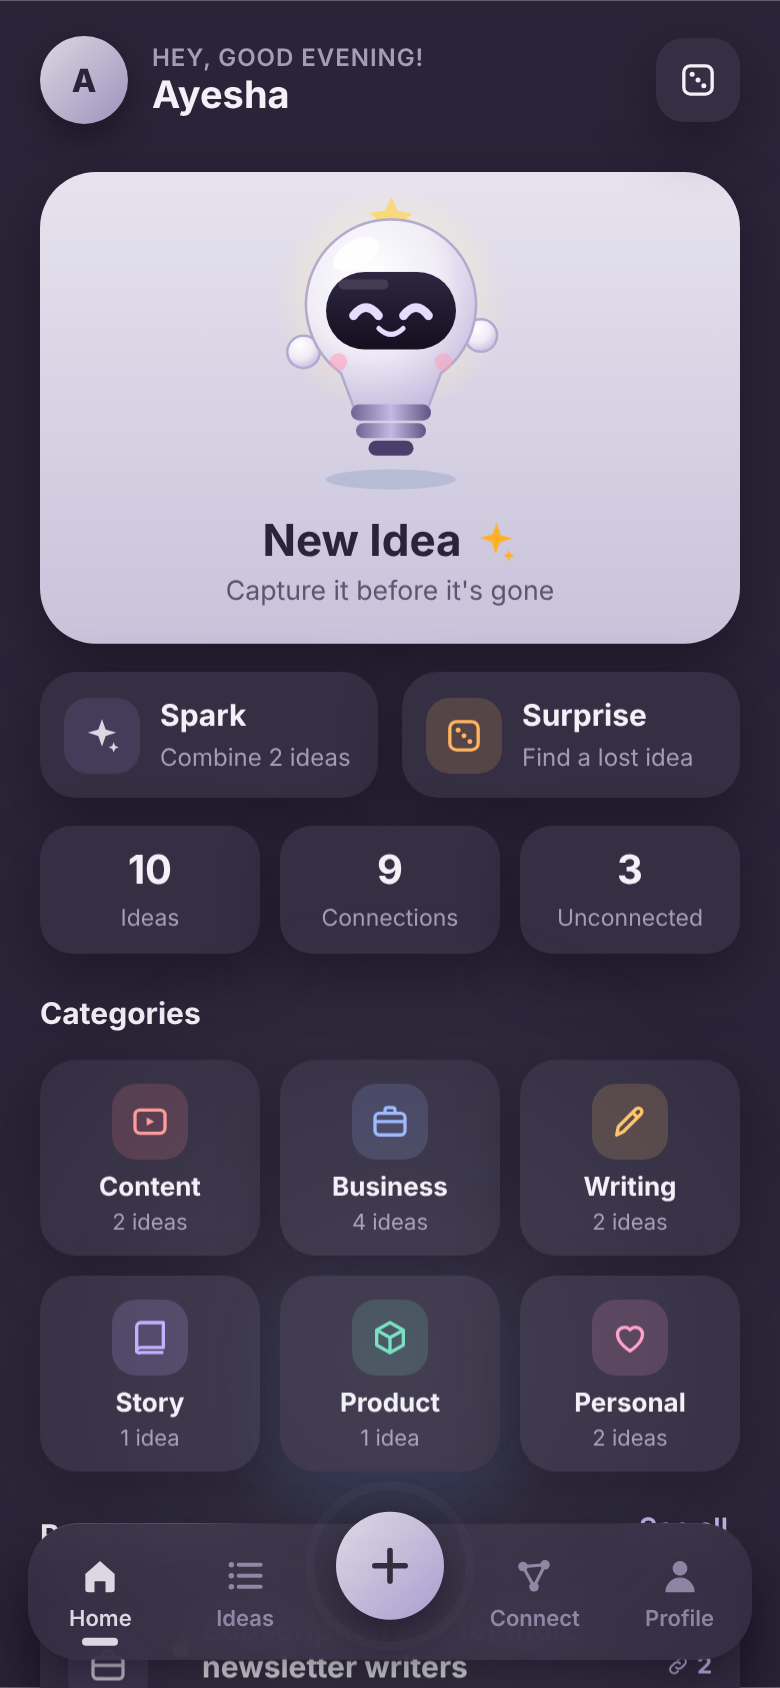 A
HEY, GOOD EVENING!
Ayesha
New Idea
Capture it before it's gone
Spark
Combine 2 ideas
Surprise
Find a lost idea
10
Ideas
9
Connections
3
Unconnected
Categories
Content
2 ideas
Business
4 ideas
Writing
2 ideas
Story
1 idea
Product
1 idea
Personal
2 ideas
See all
Home
Ideas
Connect
Profile
newsletter writers
2